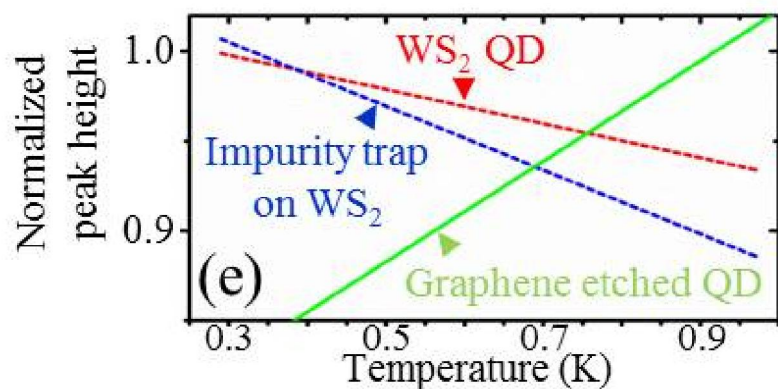 Normalized
peak height
1.0
0.9
WS₂ QD
Impurity trap
on WS₂
(e)
Graphene etched QD
0.3 0.5 0.7 0.9
Temperature (K)